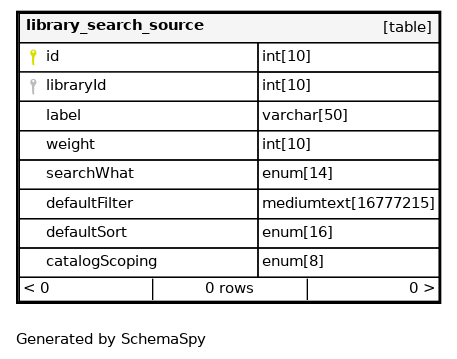 library_search_source [table]
id int[10]
libraryId int[10]
label varchar[50]
weight int[10]
searchWhat enum[14]
defaultFilter mediumtext[16777215]
defaultSort enum[16]
catalogScoping enum[8]
< 0 0 rows 0 >
Generated by SchemaSpy